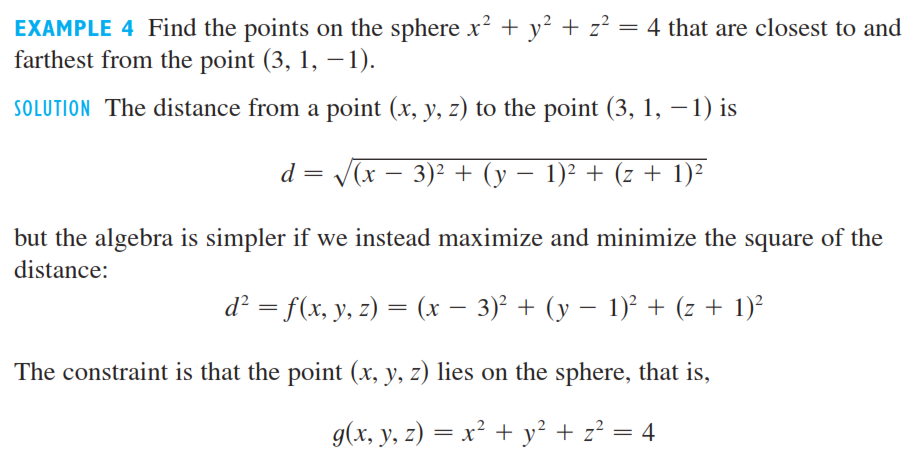 EXAMPLE 4 Find the points on the sphere x² + y² + z² = 4 that are closest to and
farthest from the point (3, 1, −1).
SOLUTION The distance from a point (x, y, z) to the point (3, 1, −1) is
d = √(x − 3)² + (y − 1)² + (z + 1)²
but the algebra is simpler if we instead maximize and minimize the square of the
distance:
d² = f(x, y, z) = (x − 3)² + (y − 1)² + (z + 1)²
The constraint is that the point (x, y, z) lies on the sphere, that is,
g(x, y, z) = x² + y² + z² = 4